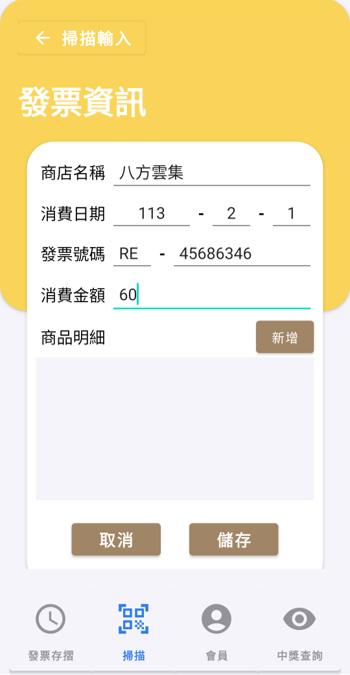 ← 掃描輸入
發票資訊
商店名稱 八方雲集
消費日期 113 - 2 - 1
發票號碼 RE - 45686346
消費金額 60
商品明細 新增
取消 儲存
發票存摺 掃描 會員 中獎查詢